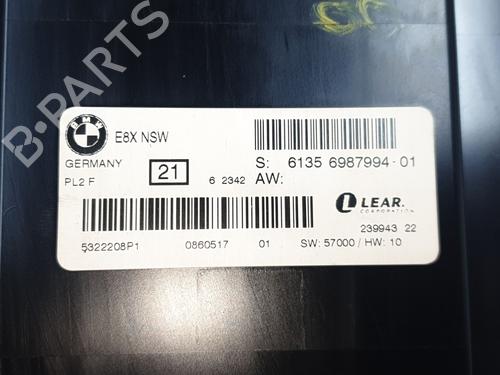 B-PARTS
BMW
E8X NSW
GERMANY
PL2 F
21
6 2342
S: 6135 6987994-01
AW:
LEAR.
CORPORATION
239943 22
5322208P1
0860517
01
SW: 57000 / HW: 10